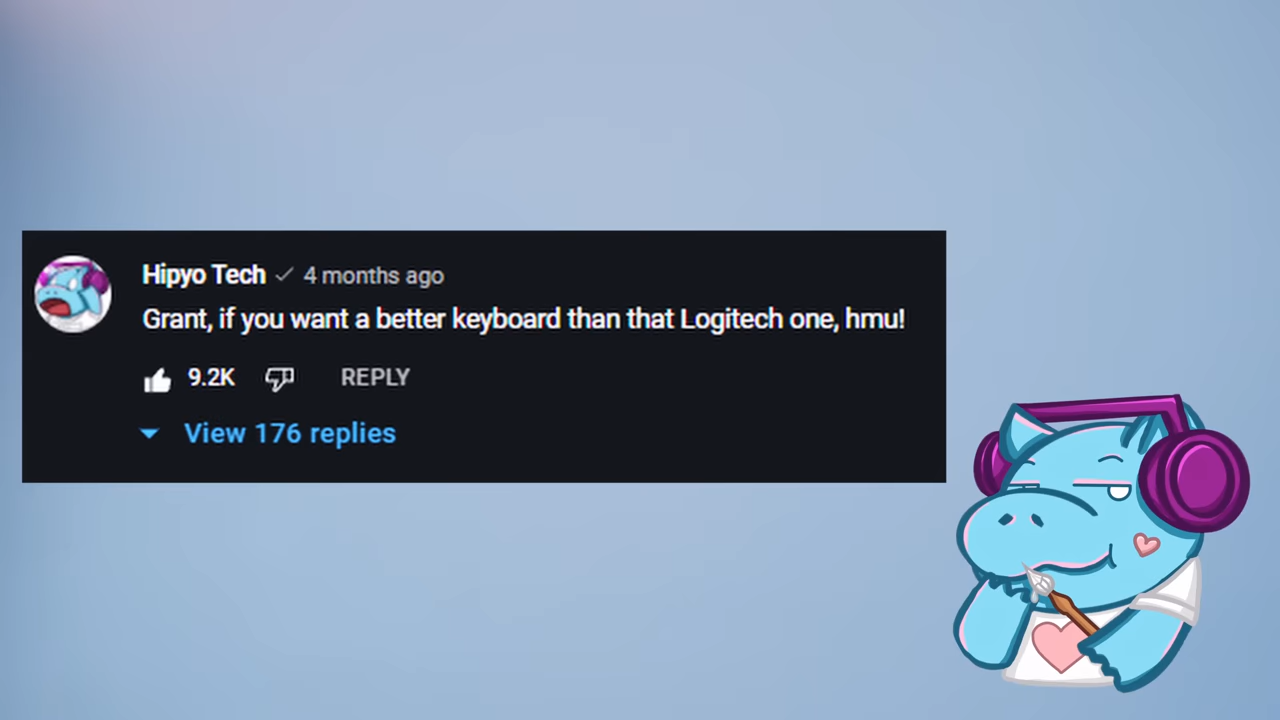 Hipyo Tech 4 months ago
Grant, if you want a better keyboard than that Logitech one, hmu!
9.2K REPLY
View 176 replies